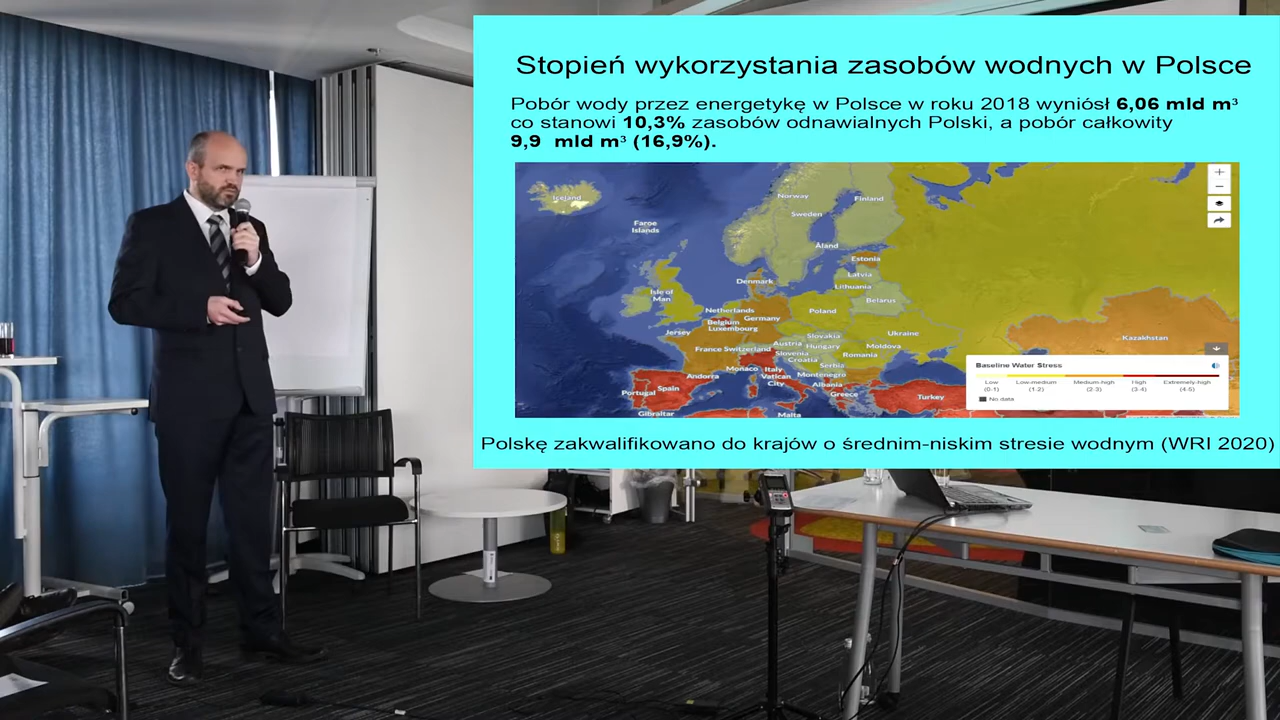 Stopień wykorzystania zasobów wodnych w Polsce
Pobór wody przez energetykę w Polsce w roku 2018 wyniósł 6,06 mld m³
co stanowi 10,3% zasobów odnawialnych Polski, a pobór całkowity
9,9 mld m³ (16,9%).
Iceland
Norway
Finland
Sweden
Faroe
Islands
Åland
Estonia
Latvia
Denmark
Lithuania
Isle of
Man
Belarus
Netherlands
Poland
Germany
Belgium
Luxembourg
Jersey
Ukraine
Slovakia
Kazakhstan
Austria
Hungary
Moldova
France Switzerland
Slovenia
Romania
Croatia
Serbia
Monaco
Italy
Andorra
Vatican
City
Montenegro
Albania
Portugal
Spain
Greece
Turkey
Gibraltar
Malta
Baseline Water Stress
Low
(0-1)
Low-medium
(1-2)
Medium-high
(2-3)
High
(3-4)
Extremely-high
(4-5)
No data
Polskę zakwalifikowano do krajów o średnim-niskim stresie wodnym (WRI 2020)